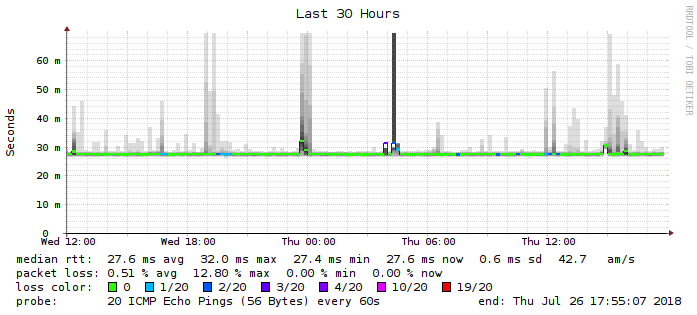 Last 30 Hours
RRDTOOL / TOBI OETIKER
Seconds
60 m
50 m
40 m
30 m
20 m
10 m
0
Wed 12:00 Wed 18:00 Thu 00:00 Thu 06:00 Thu 12:00
median rtt: 27.6 ms avg 32.0 ms max 27.4 ms min 27.6 ms now 0.6 ms sd 42.7 am/s
packet loss: 0.51 % avg 12.80 % max 0.00 % min 0.00 % now
loss color: 0 1/20 2/20 3/20 4/20 10/20 19/20
probe: 20 ICMP Echo Pings (56 Bytes) every 60s end: Thu Jul 26 17:55:07 2018